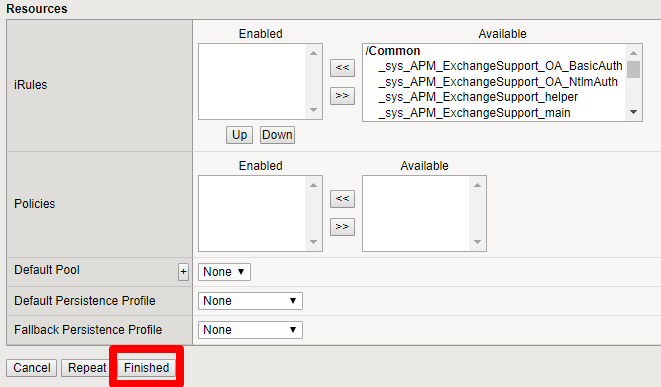 Resources
Enabled
Available
iRules
<<
>>
/Common
_sys_APM_ExchangeSupport_OA_BasicAuth
_sys_APM_ExchangeSupport_OA_NtlmAuth
_sys_APM_ExchangeSupport_helper
_sys_APM_ExchangeSupport_main
Up Down
Enabled
Available
Policies
<<
>>
Default Pool + None
Default Persistence Profile None
Fallback Persistence Profile None
Cancel Repeat Finished